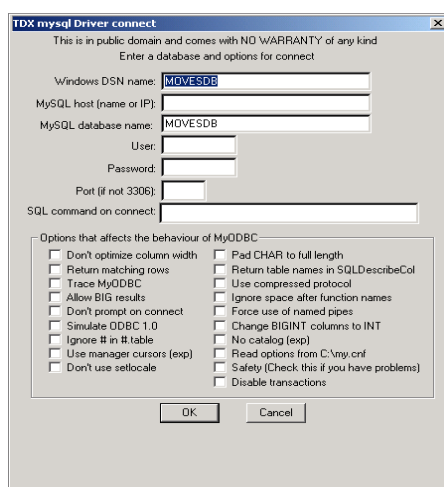 TDX mysql Driver connect
This is in public domain and comes with NO WARRANTY of any kind
Enter a database and options for connect
Windows DSN name: MOVESDB
MySQL host (name or IP):
MySQL database name: MOVESDB
User:
Password:
Port (if not 3306):
SQL command on connect:
Options that affects the behaviour of MyODBC
Don't optimize column width
Return matching rows
Trace MyODBC
Allow BIG results
Don't prompt on connect
Simulate ODBC 1.0
Ignore # in #.table
Use manager cursors (exp)
Don't use setlocale
Pad CHAR to full length
Return table names in SQLDescribeCol
Use compressed protocol
Ignore space after function names
Force use of named pipes
Change BIGINT columns to INT
No catalog (exp)
Read options from C:\my.cnf
Safety (Check this if you have problems)
Disable transactions
OK
Cancel